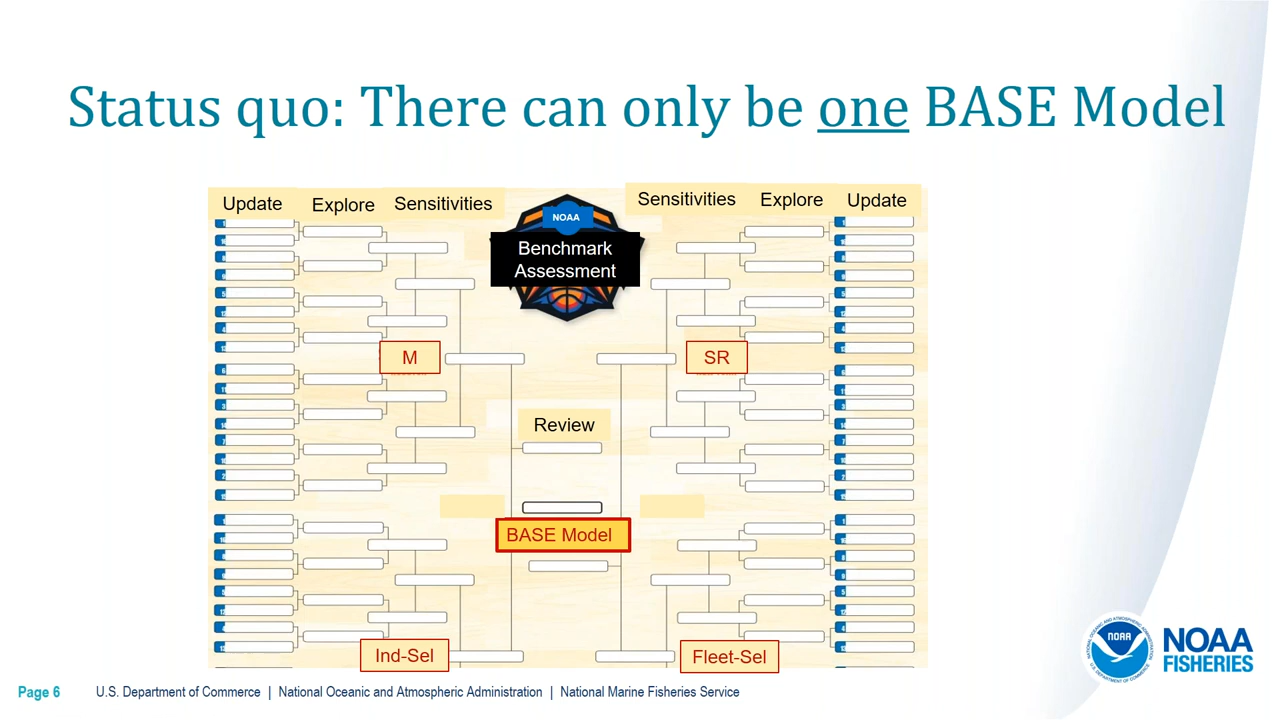 Status quo: There can only be one BASE Model
Update
Explore
Sensitivities
Sensitivities
Explore
Update
NOAA
Benchmark
Assessment
M
SR
Review
BASE Model
Ind-Sel
Fleet-Sel
NOAA
NOAA
FISHERIES
Page 6
U.S. Department of Commerce | National Oceanic and Atmospheric Administration | National Marine Fisheries Service